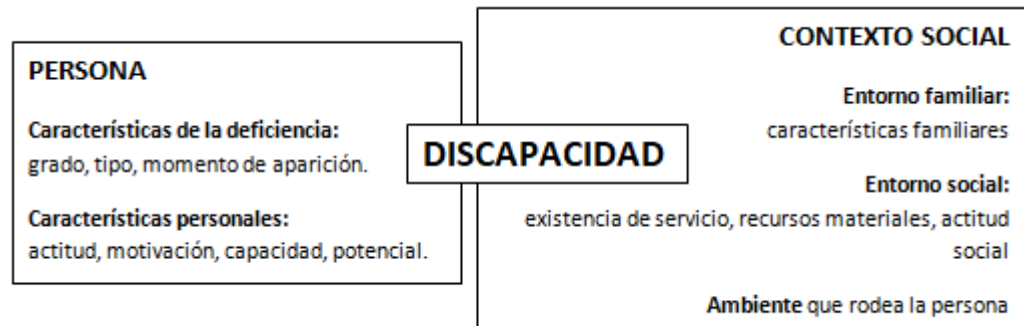 PERSONA
Características de la deficiencia:
grado, tipo, momento de aparición.
Características personales:
actitud, motivación, capacidad, potencial.
DISCAPACIDAD
CONTEXTO SOCIAL
Entorno familiar:
características familiares
Entorno social:
existencia de servicio, recursos materiales, actitud
social
Ambiente que rodea la persona